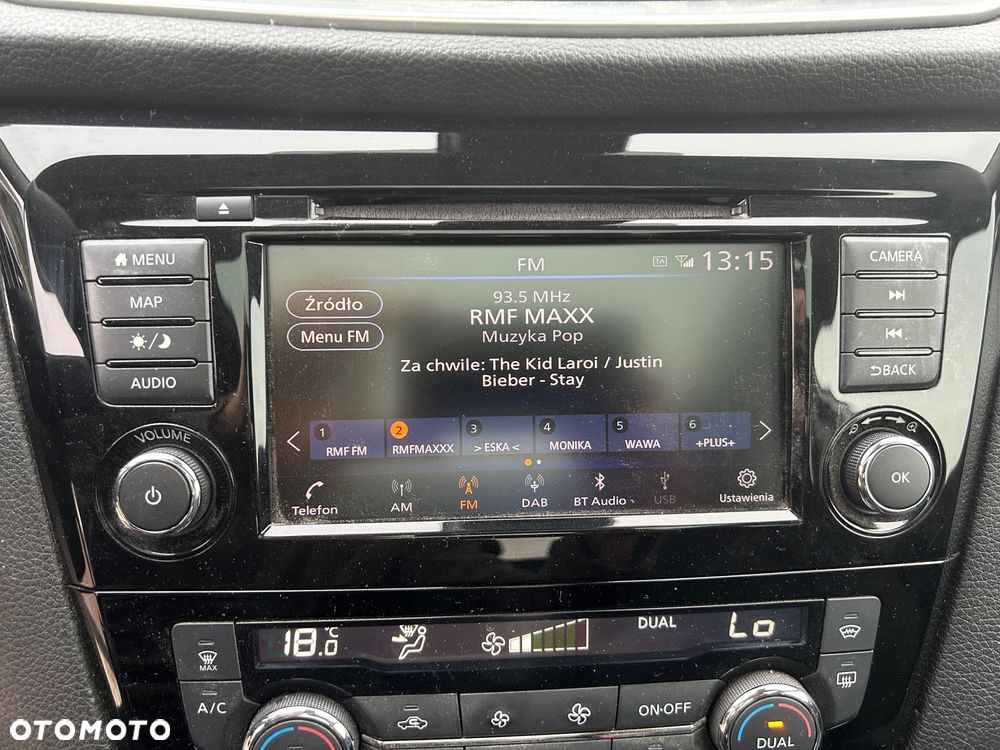 MENU
MAP
AUDIO
VOLUME
FM
TA
13:15
Źródło
Menu FM
93.5 MHz
RMF MAXX
Muzyka Pop
Za chwile: The Kid Laroi / Justin
Bieber - Stay
1 RMF FM
2 RMFMAXXX
3 >ESKA<
4 MONIKA
5 WAWA
6 +PLUS+
Telefon
AM
FM
DAB
BT Audio
USB
Ustawienia
CAMERA
BACK
OK
18.0 °C
DUAL
Lo
MAX
A/C
ON·OFF
DUAL
OTOMOTO